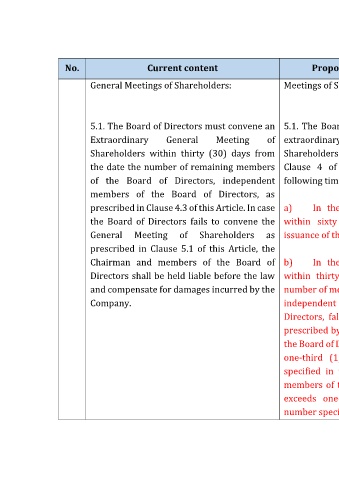 No.
Current content
Propo
General Meetings of Shareholders:
5.1. The Board of Directors must convene an
Extraordinary General Meeting of
Shareholders within thirty (30) days from
the date the number of remaining members
of the Board of Directors, independent
members of the Board of Directors, as
prescribed in Clause 4.3 of this Article. In case
the Board of Directors fails to convene the
General Meeting of Shareholders as
prescribed in Clause 5.1 of this Article, the
Chairman and members of the Board of
Directors shall be held liable before the law
and compensate for damages incurred by the
Company.
Meetings of S
5.1. The Boar
extraordinary
Shareholders
Clause 4 of
following tim
a) In the
within sixty
issuance of th
b) In the
within thirty
number of me
independent
Directors, fal
prescribed by
the Board of D
one-third (1
specified in
members of t
exceeds one
number speci